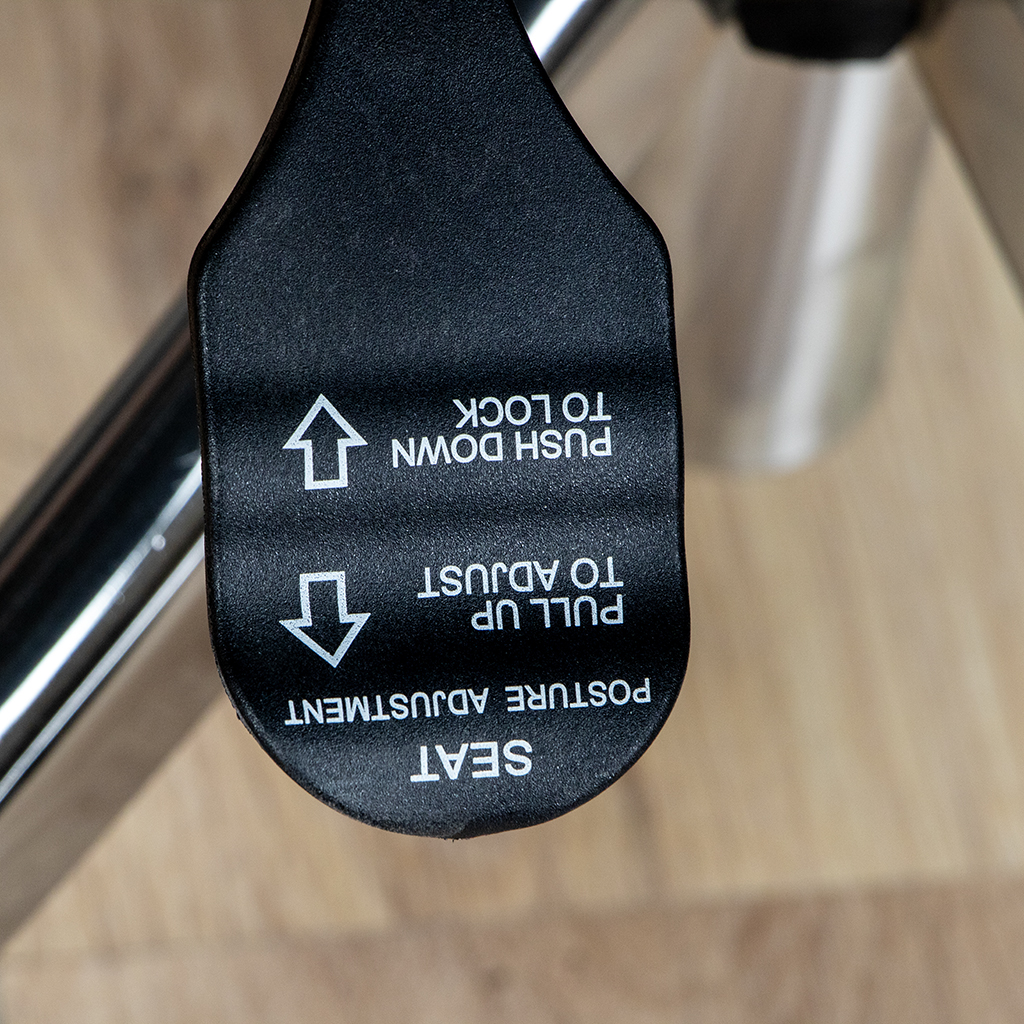 SEAT
POSTURE ADJUSTMENT
PULL UP
TO ADJUST
PUSH DOWN
TO LOCK